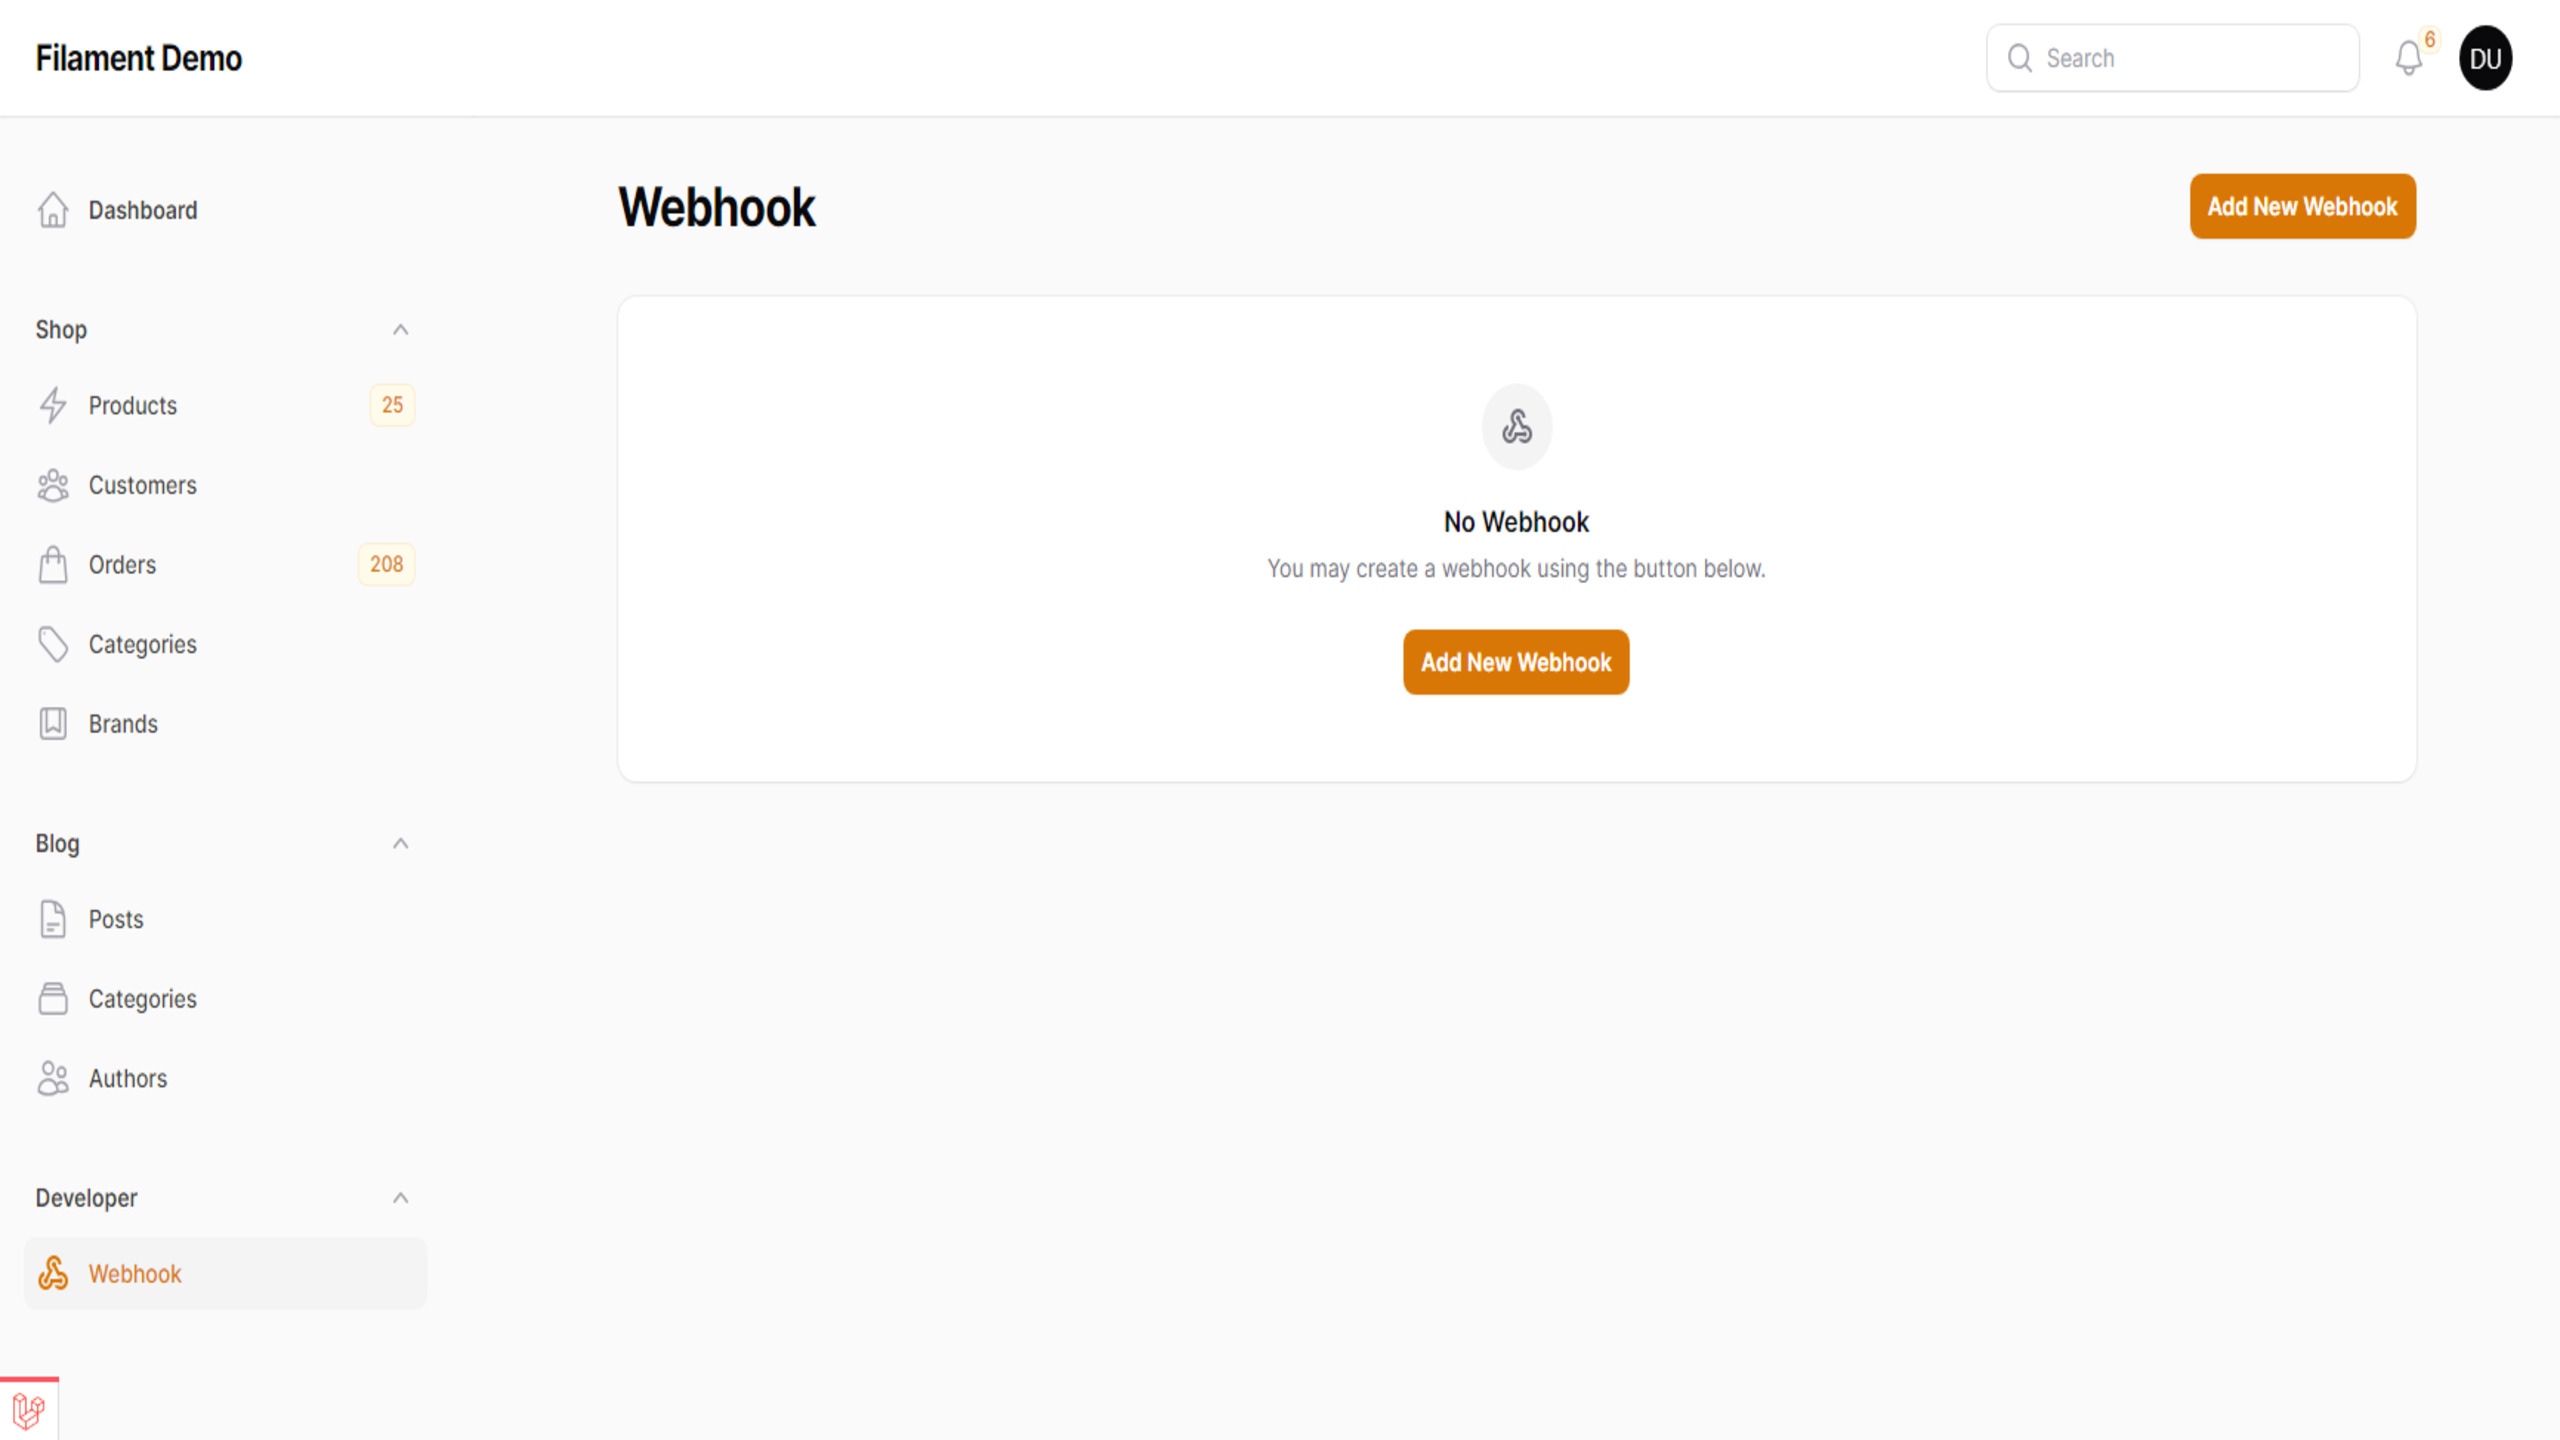 Filament Demo
Search
6
DU
Dashboard
Shop
Products
25
Customers
Orders
208
Categories
Brands
Blog
Posts
Categories
Authors
Developer
Webhook
Webhook
Add New Webhook
No Webhook
You may create a webhook using the button below.
Add New Webhook